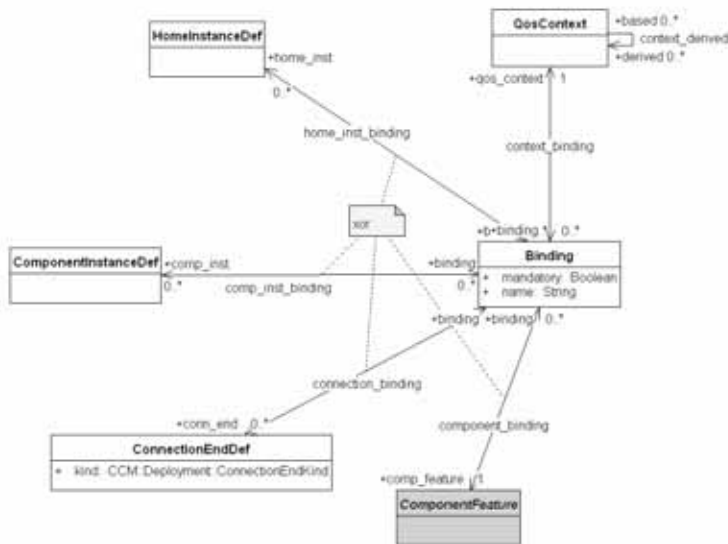 HomeInstanceDef
QosContext
+based 0..*
context_derived
+derived 0..*
+home_inst
0..*
+qos_context
1
home_inst_binding
context_binding
xor
+binding
0..*
ComponentInstanceDef
+comp_inst
0..*
comp_inst_binding
+binding
0..*
Binding
+ mandatory: Boolean
+ name: String
+binding
+binding
0..*
connection_binding
component_binding
+conn_end
0..*
ConnectionEndDef
+ kind: CCM::Deployment::ConnectionEndKind
+comp_feature
1
ComponentFeature